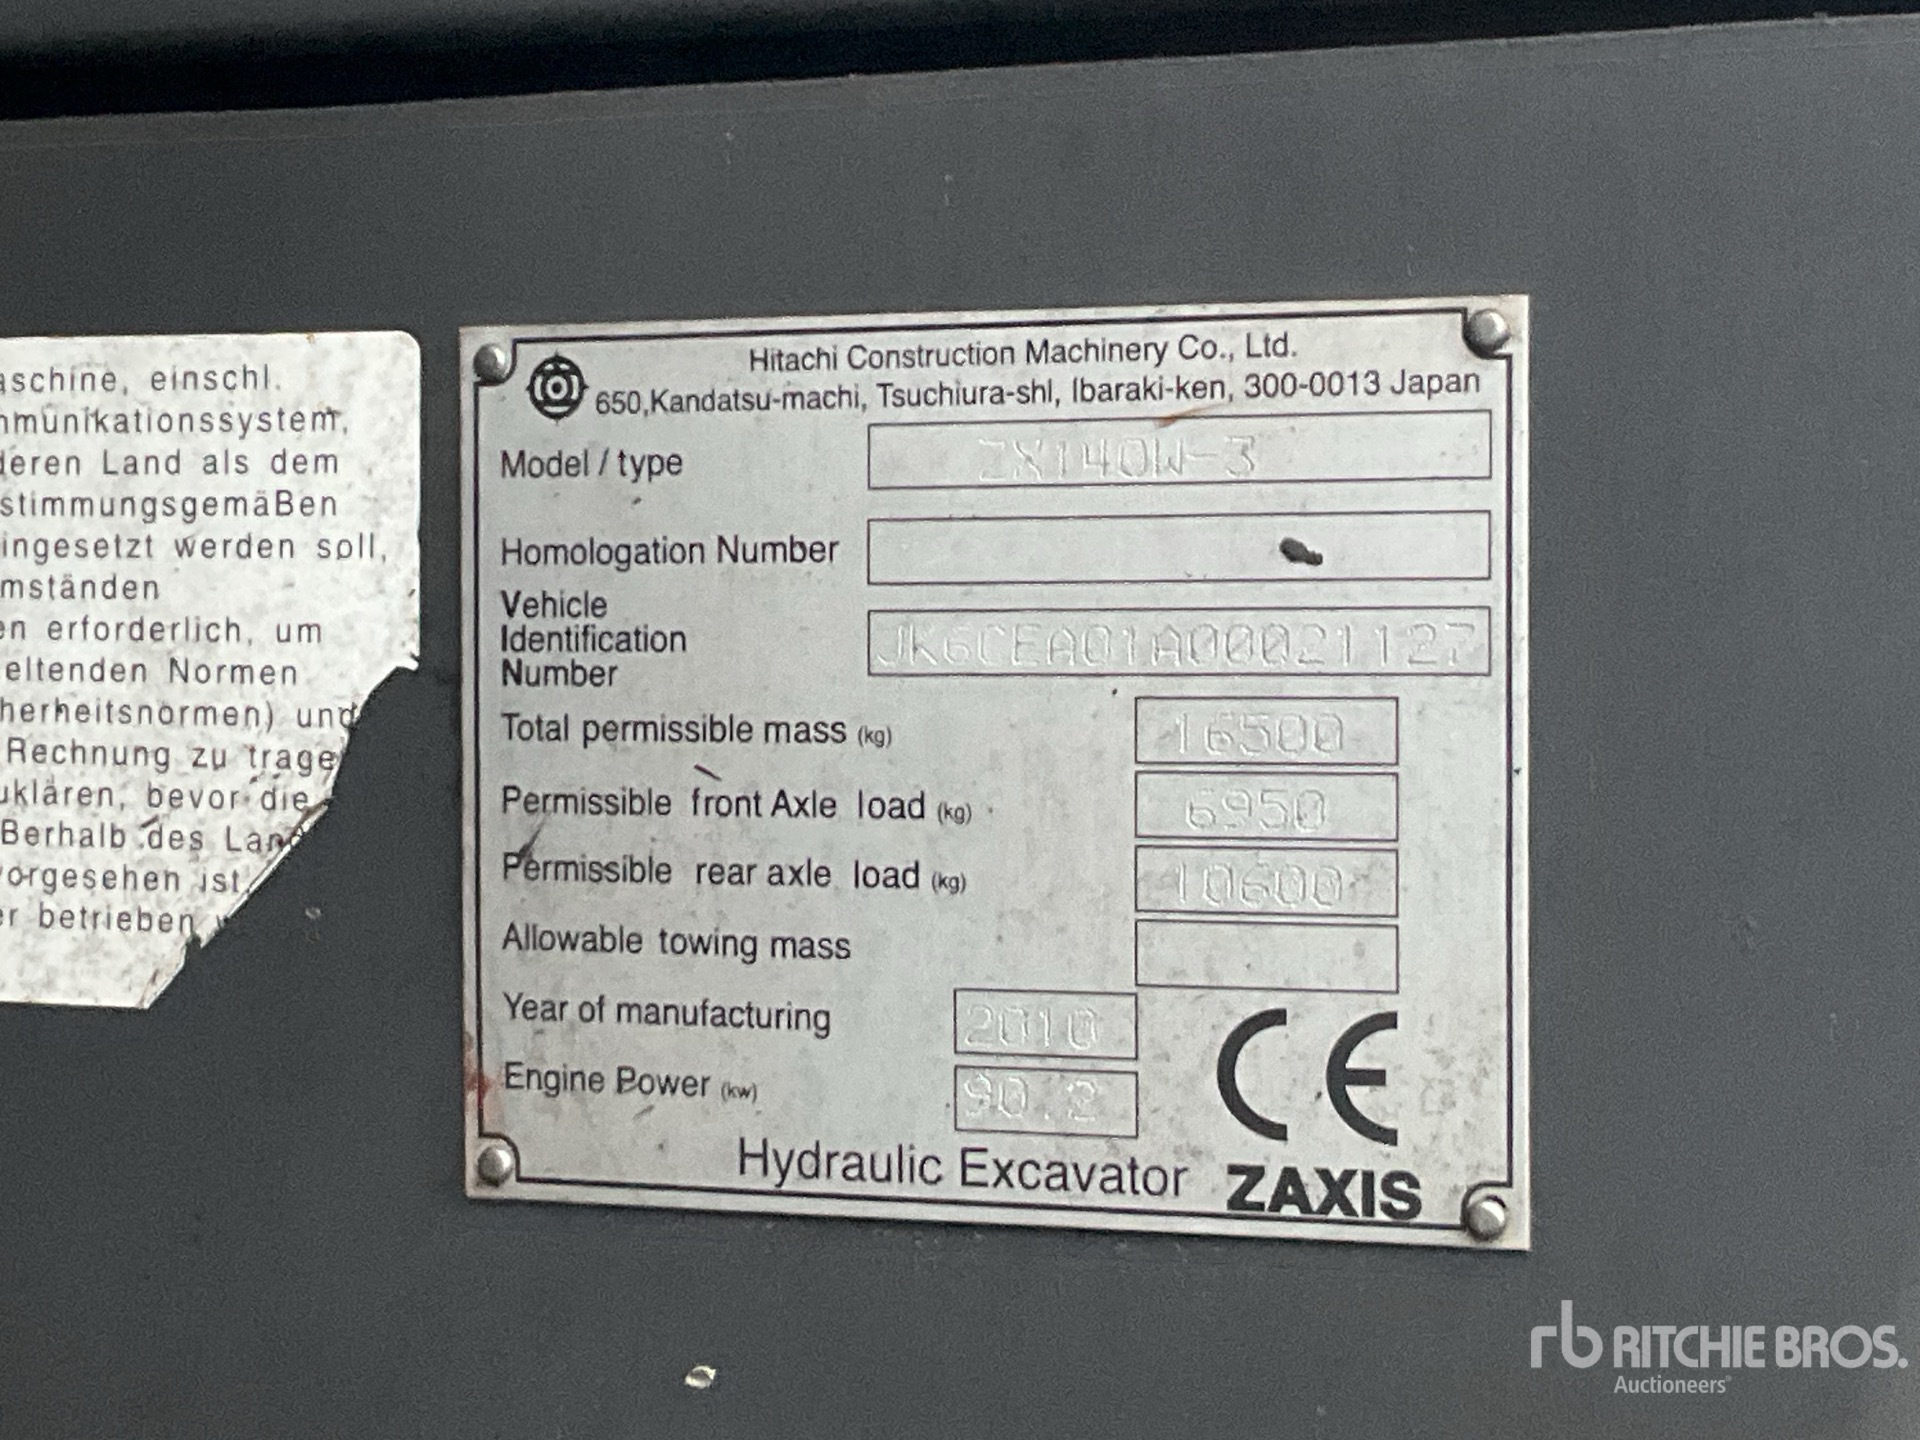 aschine, einschl.
mmunikationssystem,
deren Land als dem
stimmungsgemäBen
ingesetzt werden soll,
mständen
en erforderlich, um
eltenden Normen
herheitsnormen) und
Rechnung zu trage
uklären, bevor die
Berhalb des Land
vorgesehen ist
er betrieben w
Hitachi Construction Machinery Co., Ltd.
650,Kandatsu-machi, Tsuchiura-shI, Ibaraki-ken, 300-0013 Japan
Model / type ZX140W-3
Homologation Number
Vehicle
Identification
Number JK6CEA01A00021127
Total permissible mass (kg) 16500
Permissible front Axle load (kg) 6950
Permissible rear axle load (kg) 10600
Allowable towing mass
Year of manufacturing 2010
Engine Power (kw) 90.2
CE
Hydraulic Excavator ZAXIS
rb RITCHIE BROS.
Auctioneers